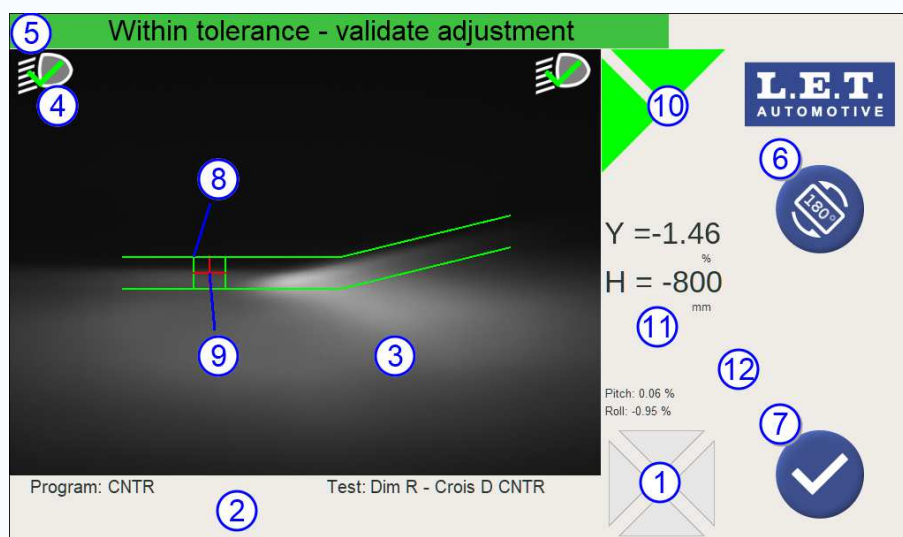 Within tolerance - validate adjustment
5
4
10
L.E.T.
AUTOMOTIVE
6
180°
8
Y =-1.46
%
H = -800
mm
11
9
3
12
Pitch: 0.06 %
Roll: -0.95 %
7
1
Program: CNTR
Test: Dim R - Crois D CNTR
2